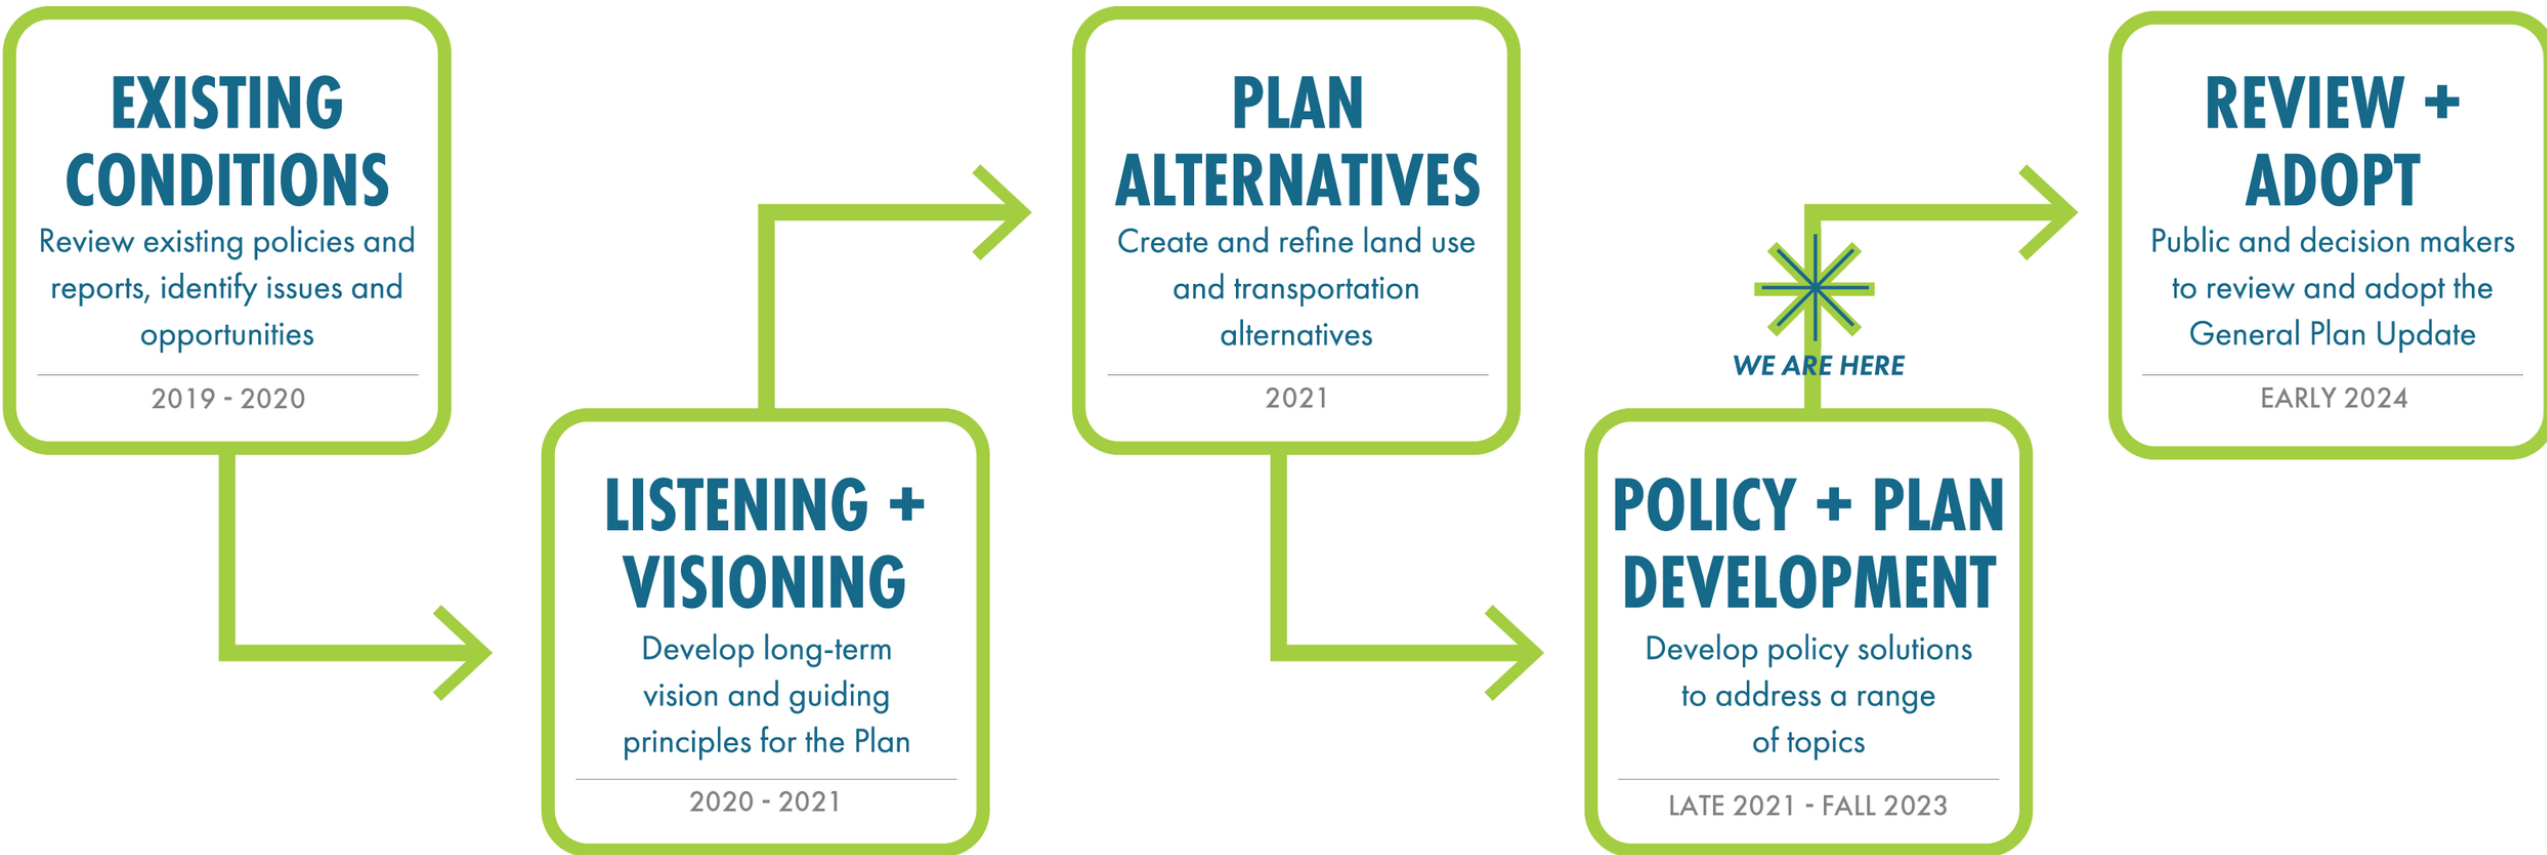 EXISTING
CONDITIONS
Review existing policies and
reports, identify issues and
opportunities
2019 - 2020
LISTENING +
VISIONING
Develop long-term
vision and guiding
principles for the Plan
2020 - 2021
PLAN
ALTERNATIVES
Create and refine land use
and transportation
alternatives
2021
WE ARE HERE
POLICY + PLAN
DEVELOPMENT
Develop policy solutions
to address a range
of topics
LATE 2021 - FALL 2023
REVIEW +
ADOPT
Public and decision makers
to review and adopt the
General Plan Update
EARLY 2024